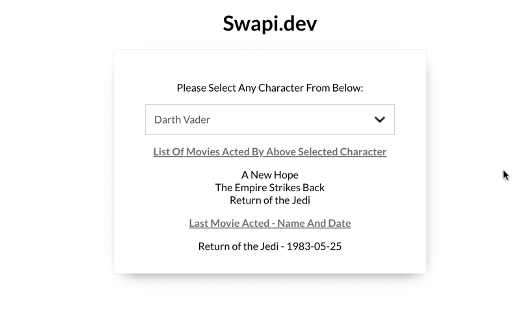 Swapi.dev
Please Select Any Character From Below:
Darth Vader
List Of Movies Acted By Above Selected Character
A New Hope
The Empire Strikes Back
Return of the Jedi
Last Movie Acted - Name And Date
Return of the Jedi - 1983-05-25